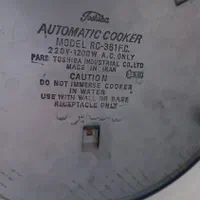 Toshiba
AUTOMATIC COOKER
MODEL RC-361F.C.
220V-1200W A.C. ONLY
PARS TOSHIBA INDUSTRIAL CO., LTD
MADE IN IRAN
CAUTION
DO NOT IMMERSE COOKER
IN WATER
USE WITH WALL OR BASE
RECEPTACLE ONLY